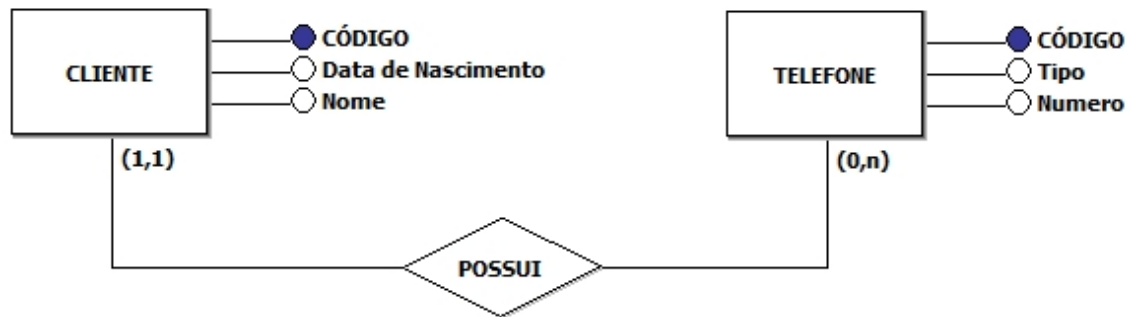 CLIENTE
CÓDIGO
Data de Nascimento
Nome
(1,1)
TELEFONE
CÓDIGO
Tipo
Numero
(0,n)
POSSUI